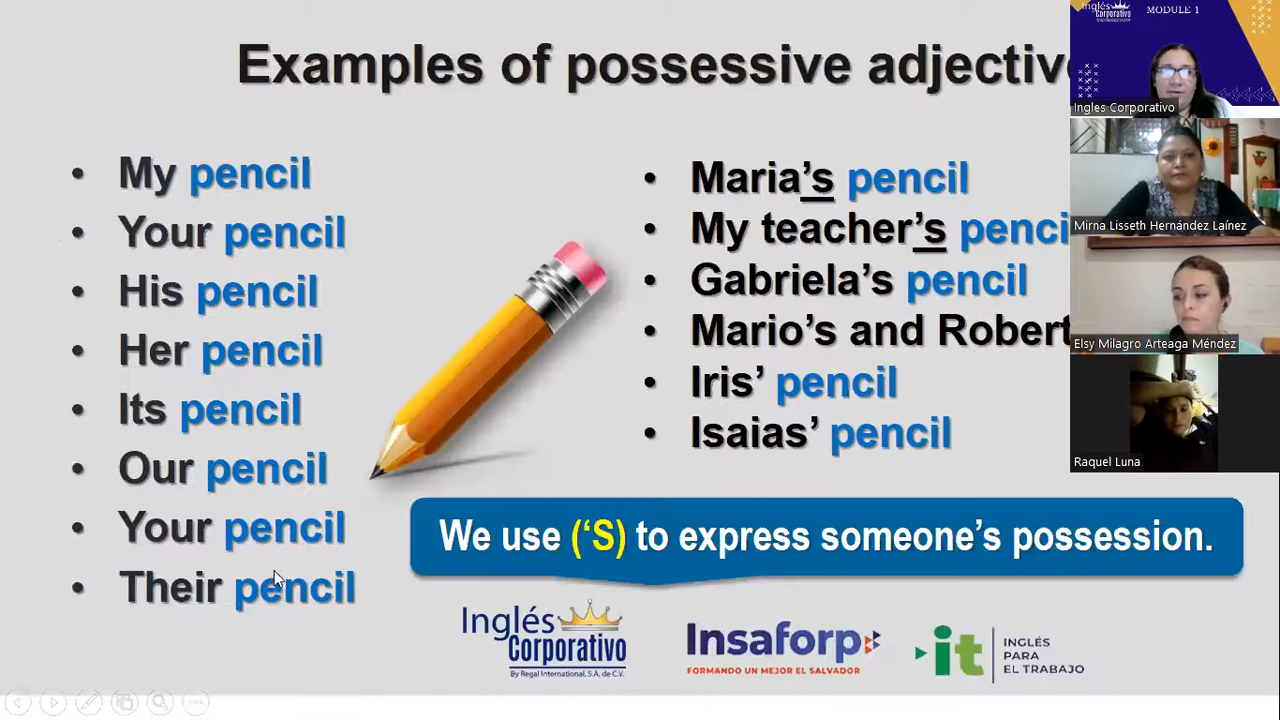 Examples of possessive adjectiv
My pencil
Your pencil
His pencil
Her pencil
Its pencil
Our pencil
Your pencil
Their pencil
Maria's pencil
My teacher's penci
Gabriela's pencil
Mario's and Robert
Iris' pencil
Isaias' pencil
We use ('S) to express someone's possession.
Inglés
Corporativo
By Regal International, S.A. de C.V.
Insaforp
FORMANDO UN MEJOR EL SALVADOR
it
INGLÉS
PARA
EL TRABAJO
Inglés
Corporativo
MODULE 1
Ingles Corporativo
Mirna Lisseth Hernández Laínez
Elsy Milagro Arteaga Méndez
Raquel Luna